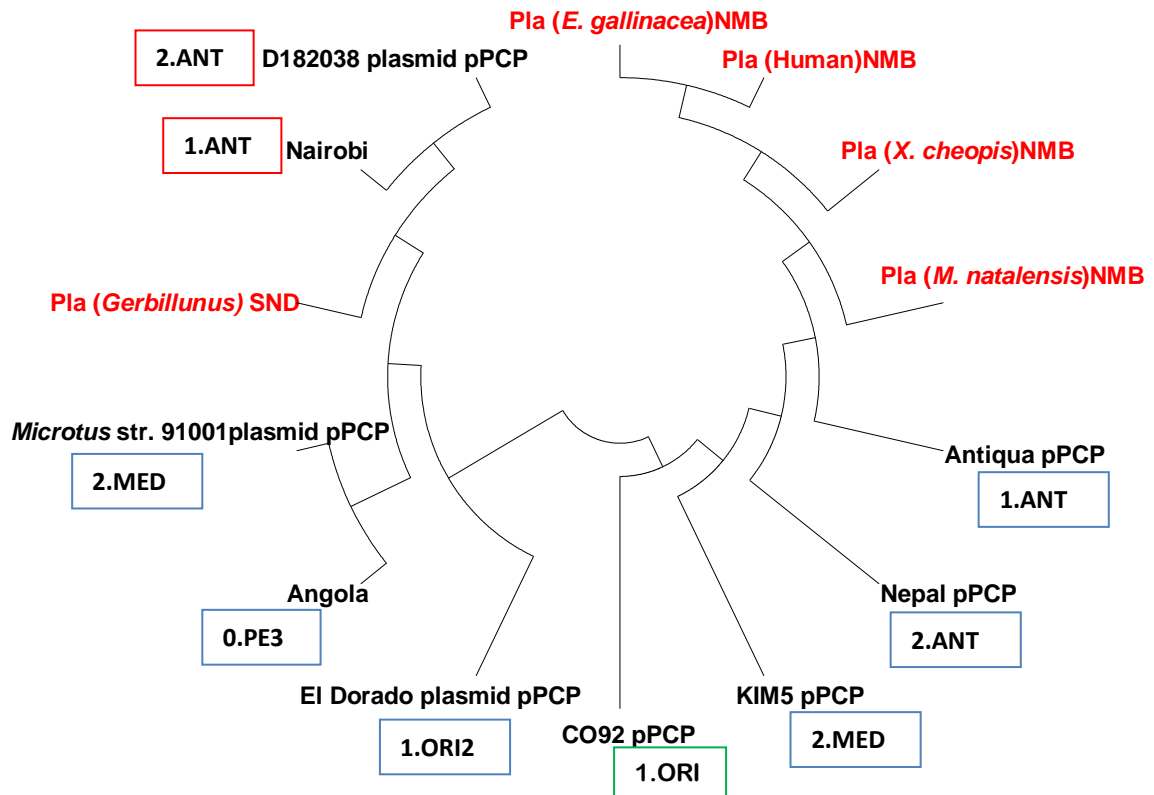 Pla (E. gallinacea)NMB
2.ANT D182038 plasmid pPCP
Pla (Human)NMB
1.ANT Nairobi
Pla (X. cheopis)NMB
Pla (M. natalensis)NMB
Pla (Gerbillunus) SND
Microtus str. 91001plasmid pPCP
2.MED
Antiqua pPCP
1.ANT
Angola
0.PE3
Nepal pPCP
2.ANT
El Dorado plasmid pPCP
1.ORI2
KIM5 pPCP
2.MED
CO92 pPCP
1.ORI